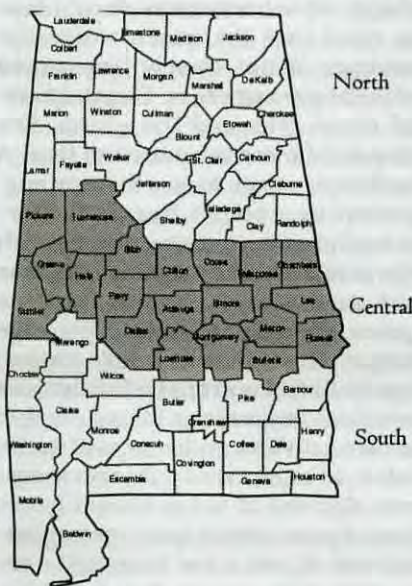 Lauderdale
Limestone Madison Jackson
Colbert
Franklin Lawrence Morgan Marshall DeKalb North
Marion Winston Cullman Etowah Cherokee
Blount
Lamar Fayette Walker St. Clair Calhoun
Jefferson Cleburne
Shelby Talladega Clay Randolph
Pickens Tuscaloosa
Greene Hale Bibb Chilton Coosa Tallapoosa Chambers
Sumter Perry Autauga Elmore Lee Central
Dallas Montgomery Macon Russell
Marengo Lowndes Bullock
Choctaw Wilcox Barbour
Clarke Butler Crenshaw Pike
Washington Monroe Conecuh Coffee Dale Henry South
Covington
Mobile Escambia Geneva Houston
Baldwin